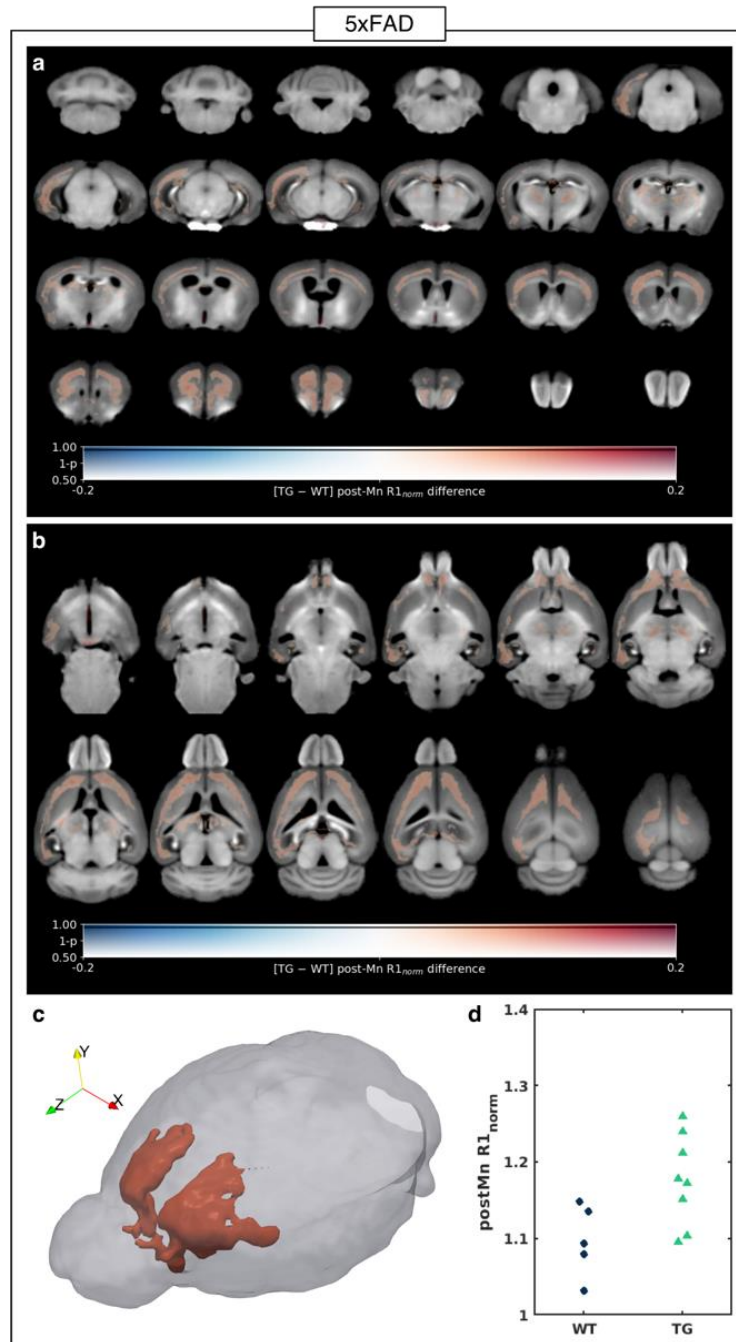 5xFAD
a
1.00
1-p
0.50
-0.2
0.2
[TG − WT] post-Mn R1norm difference
b
1.00
1-p
0.50
-0.2
0.2
[TG − WT] post-Mn R1norm difference
c
Y
Z
X
d
1.4
1.3
1.2
1.1
1
postMn R1norm
WT
TG